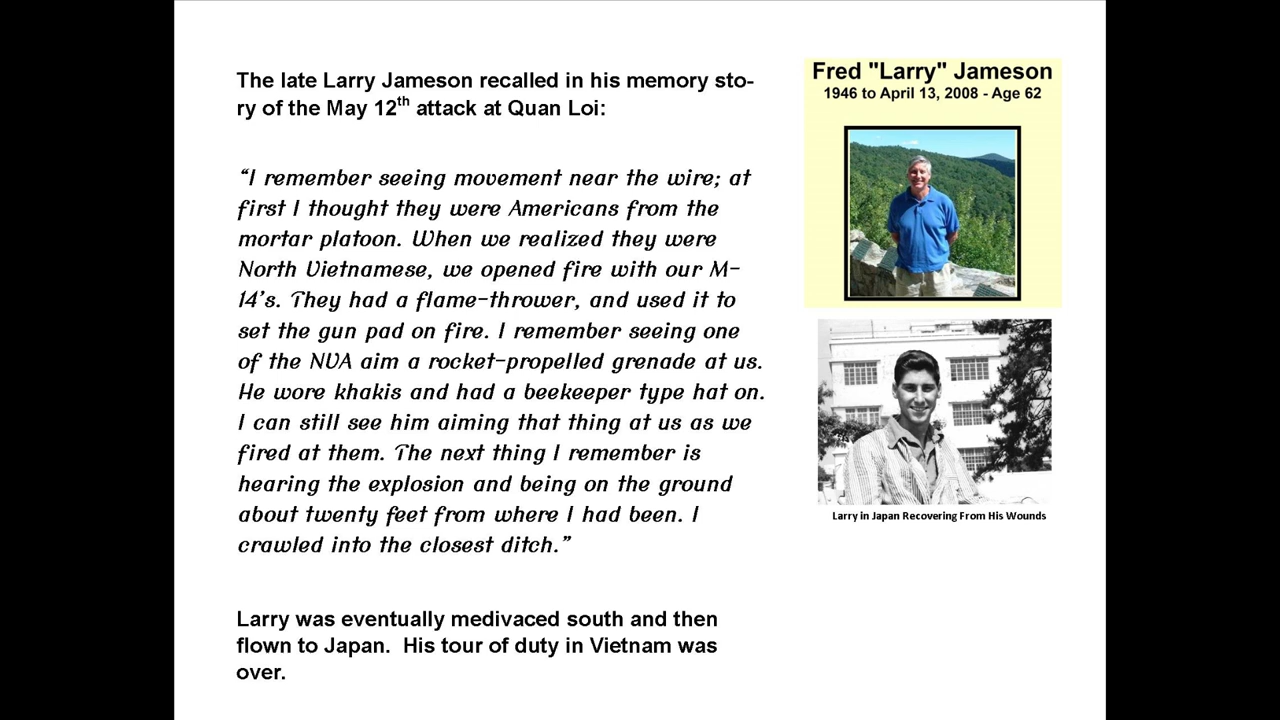 The late Larry Jameson recalled in his memory sto-
ry of the May 12th attack at Quan Loi:
“I remember seeing movement near the wire; at
first I thought they were Americans from the
mortar platoon. When we realized they were
North Vietnamese, we opened fire with our M-
14’s. They had a flame-thrower, and used it to
set the gun pad on fire. I remember seeing one
of the NVA aim a rocket-propelled grenade at us.
He wore khakis and had a beekeeper type hat on.
I can still see him aiming that thing at us as we
fired at them. The next thing I remember is
hearing the explosion and being on the ground
about twenty feet from where I had been. I
crawled into the closest ditch.”
Larry was eventually medivaced south and then
flown to Japan.  His tour of duty in Vietnam was
over.
Fred "Larry" Jameson
1946 to April 13, 2008 - Age 62
Larry in Japan Recovering From His Wounds